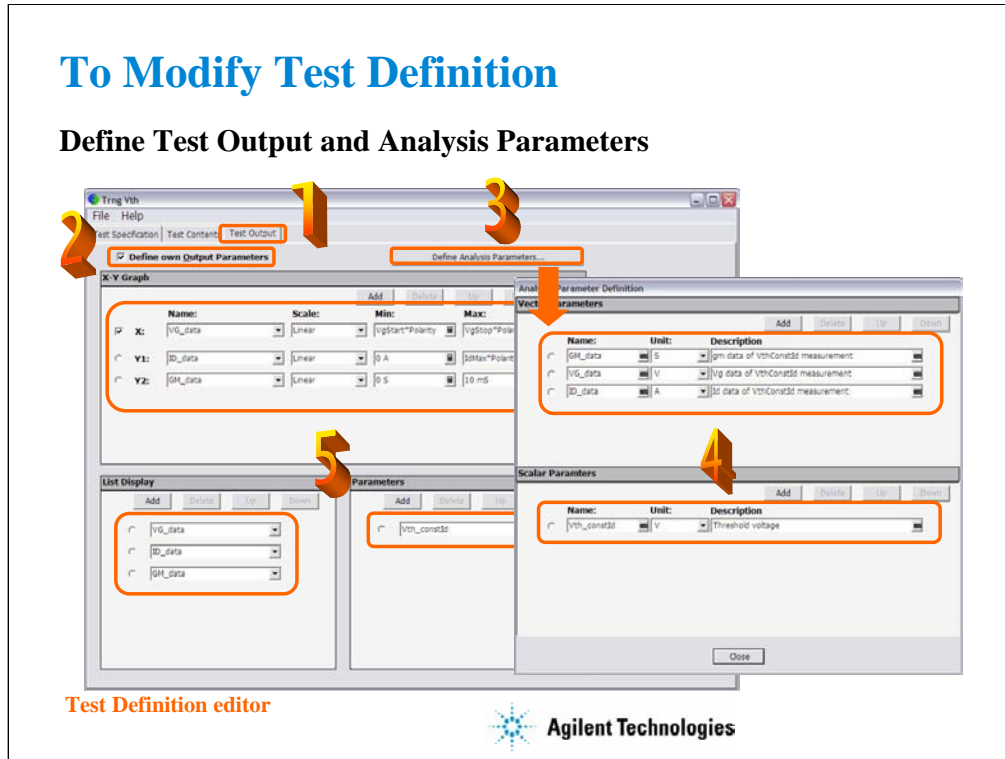 To Modify Test Definition
Define Test Output and Analysis Parameters
1
2
3
4
5
Trng Vth
File Help
Test Specification Test Content Test Output
Define own Output Parameters
Define Analysis Parameters...
X-Y Graph
Add Delete Up
Name: Scale: Min: Max:
X: VG_data Linear VgStart*Polarity VgStop*Pola
Y1: ID_data Linear 0 A IdMax*Polari
Y2: GM_data Linear 0 S 10 mS
List Display
Add Delete Up Down
VG_data
ID_data
GM_data
Parameters
Add Delete Up
Vth_constId
Parameter Definition
Add Delete Up Down
Name: Unit: Description
GM_data S gm data of VthConstId measurement
VG_data V Vg data of VthConstId measurement
ID_data A Id data of VthConstId measurement
Scalar Paramters
Add Delete Up Down
Name: Unit: Description
Vth_constId V Threshold voltage
Close
Test Definition editor
Agilent Technologies